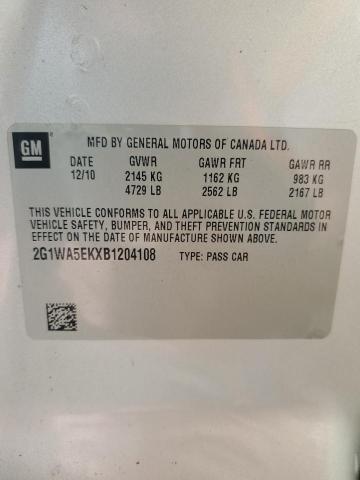 GM MFD BY GENERAL MOTORS OF CANADA LTD.
12/10 GVWR GAWR FRT GAWR RR
2145 KG 1162 KG 983 KG
4729 LB 2562 LB 2167 LB
THIS VEHICLE CONFORMS TO ALL APPLICABLE U.S. FEDERAL MOTOR
VEHICLE SAFETY, BUMPER, AND THEFT PREVENTION STANDARDS IN
EFFECT ON THE DATE OF MANUFACTURE SHOWN ABOVE.
2G1WA5EKXB1204108 TYPE: PASS CAR